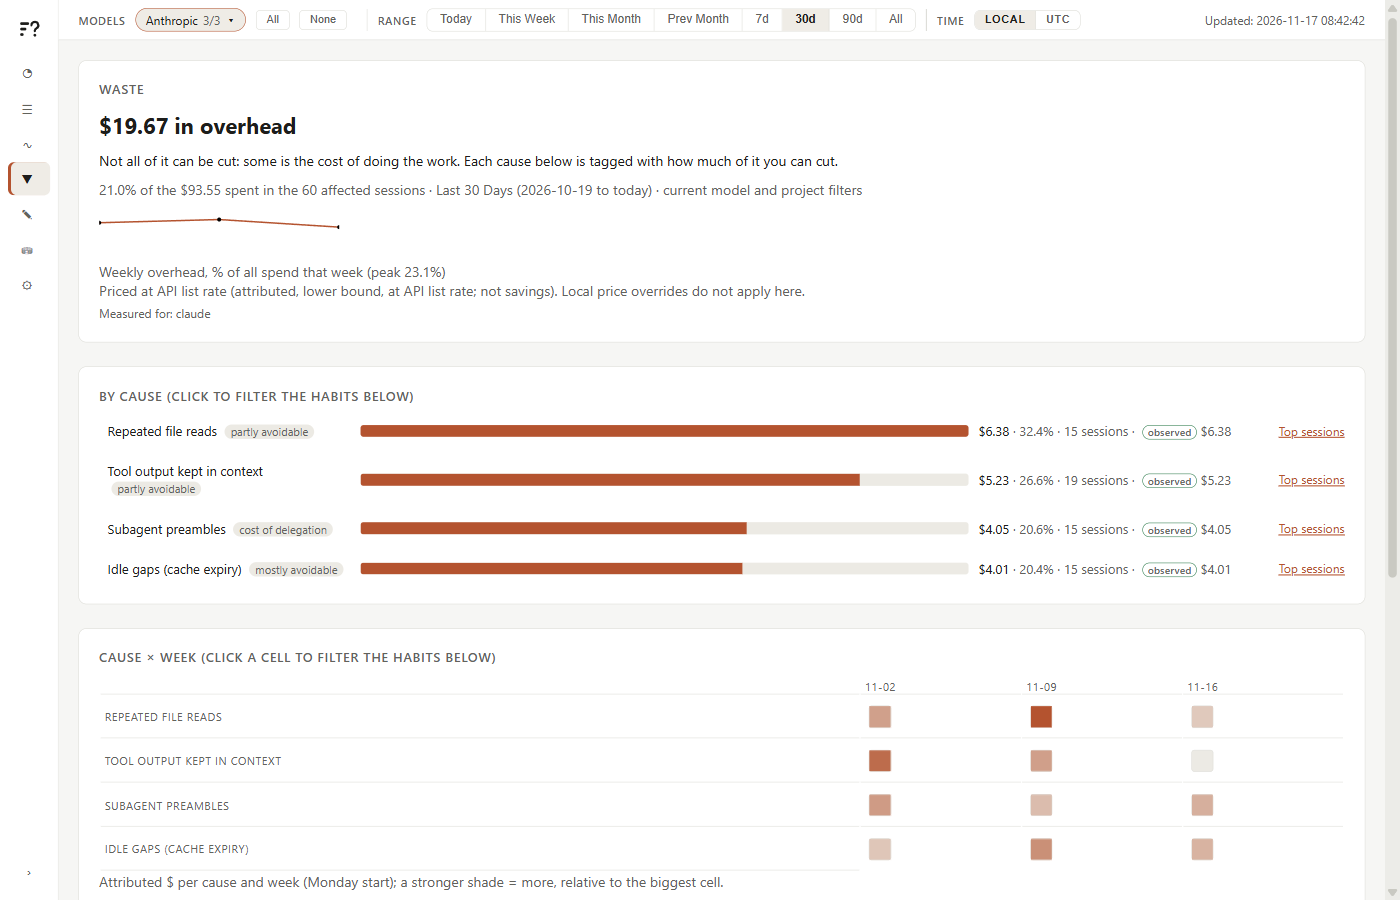 MODELS Anthropic 3/3 ▾ All None RANGE Today This Week This Month Prev Month 7d 30d 90d All TIME LOCAL UTC Updated: 2026-11-17 08:42:42
WASTE
$19.67 in overhead
Not all of it can be cut: some is the cost of doing the work. Each cause below is tagged with how much of it you can cut.
21.0% of the $93.55 spent in the 60 affected sessions · Last 30 Days (2026-10-19 to today) · current model and project filters
Weekly overhead, % of all spend that week (peak 23.1%)
Priced at API list rate (attributed, lower bound, at API list rate; not savings). Local price overrides do not apply here.
Measured for: claude
BY CAUSE (CLICK TO FILTER THE HABITS BELOW)
Repeated file reads partly avoidable $6.38 · 32.4% · 15 sessions · observed $6.38 Top sessions
Tool output kept in context
partly avoidable $5.23 · 26.6% · 19 sessions · observed $5.23 Top sessions
Subagent preambles cost of delegation $4.05 · 20.6% · 15 sessions · observed $4.05 Top sessions
Idle gaps (cache expiry) mostly avoidable $4.01 · 20.4% · 15 sessions · observed $4.01 Top sessions
CAUSE × WEEK (CLICK A CELL TO FILTER THE HABITS BELOW)
11-02 11-09 11-16
REPEATED FILE READS
TOOL OUTPUT KEPT IN CONTEXT
SUBAGENT PREAMBLES
IDLE GAPS (CACHE EXPIRY)
Attributed $ per cause and week (Monday start); a stronger shade = more, relative to the biggest cell.